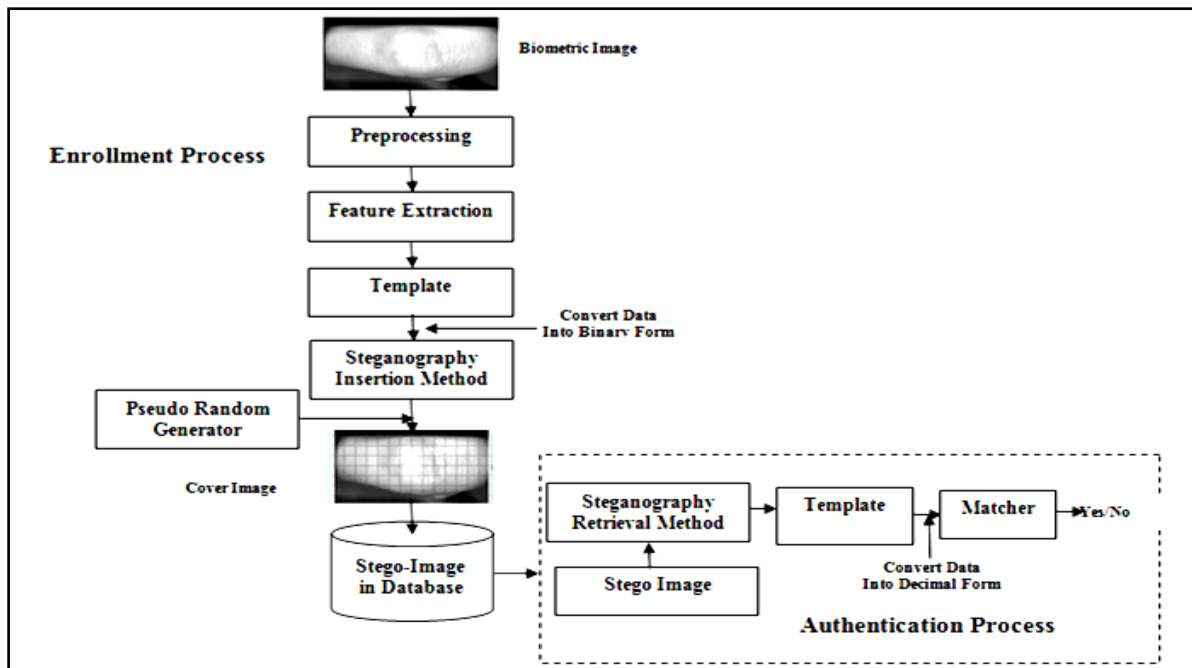 Biometric Image
Preprocessing
Enrollment Process
Feature Extraction
Template
Convert Data
Into Binary Form
Steganography
Insertion Method
Pseudo Random
Generator
Cover Image
Stego-Image
in Database
Steganography
Retrieval Method
Template
Matcher
Yes/No
Stego Image
Convert Data
Into Decimal Form
Authentication Process